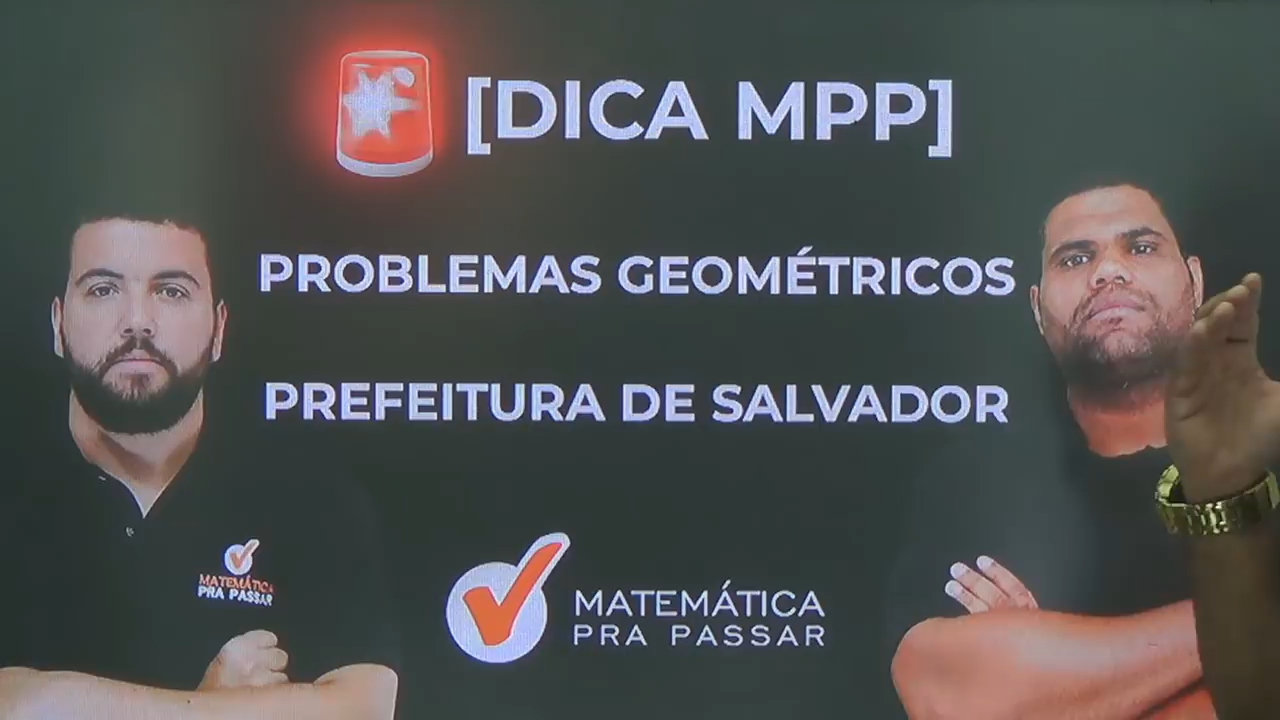 [DICA MPP]
PROBLEMAS GEOMÉTRICOS
PREFEITURA DE SALVADOR
MATEMÁTICA
PRA PASSAR
MATEMÁTICA
PRA PASSAR